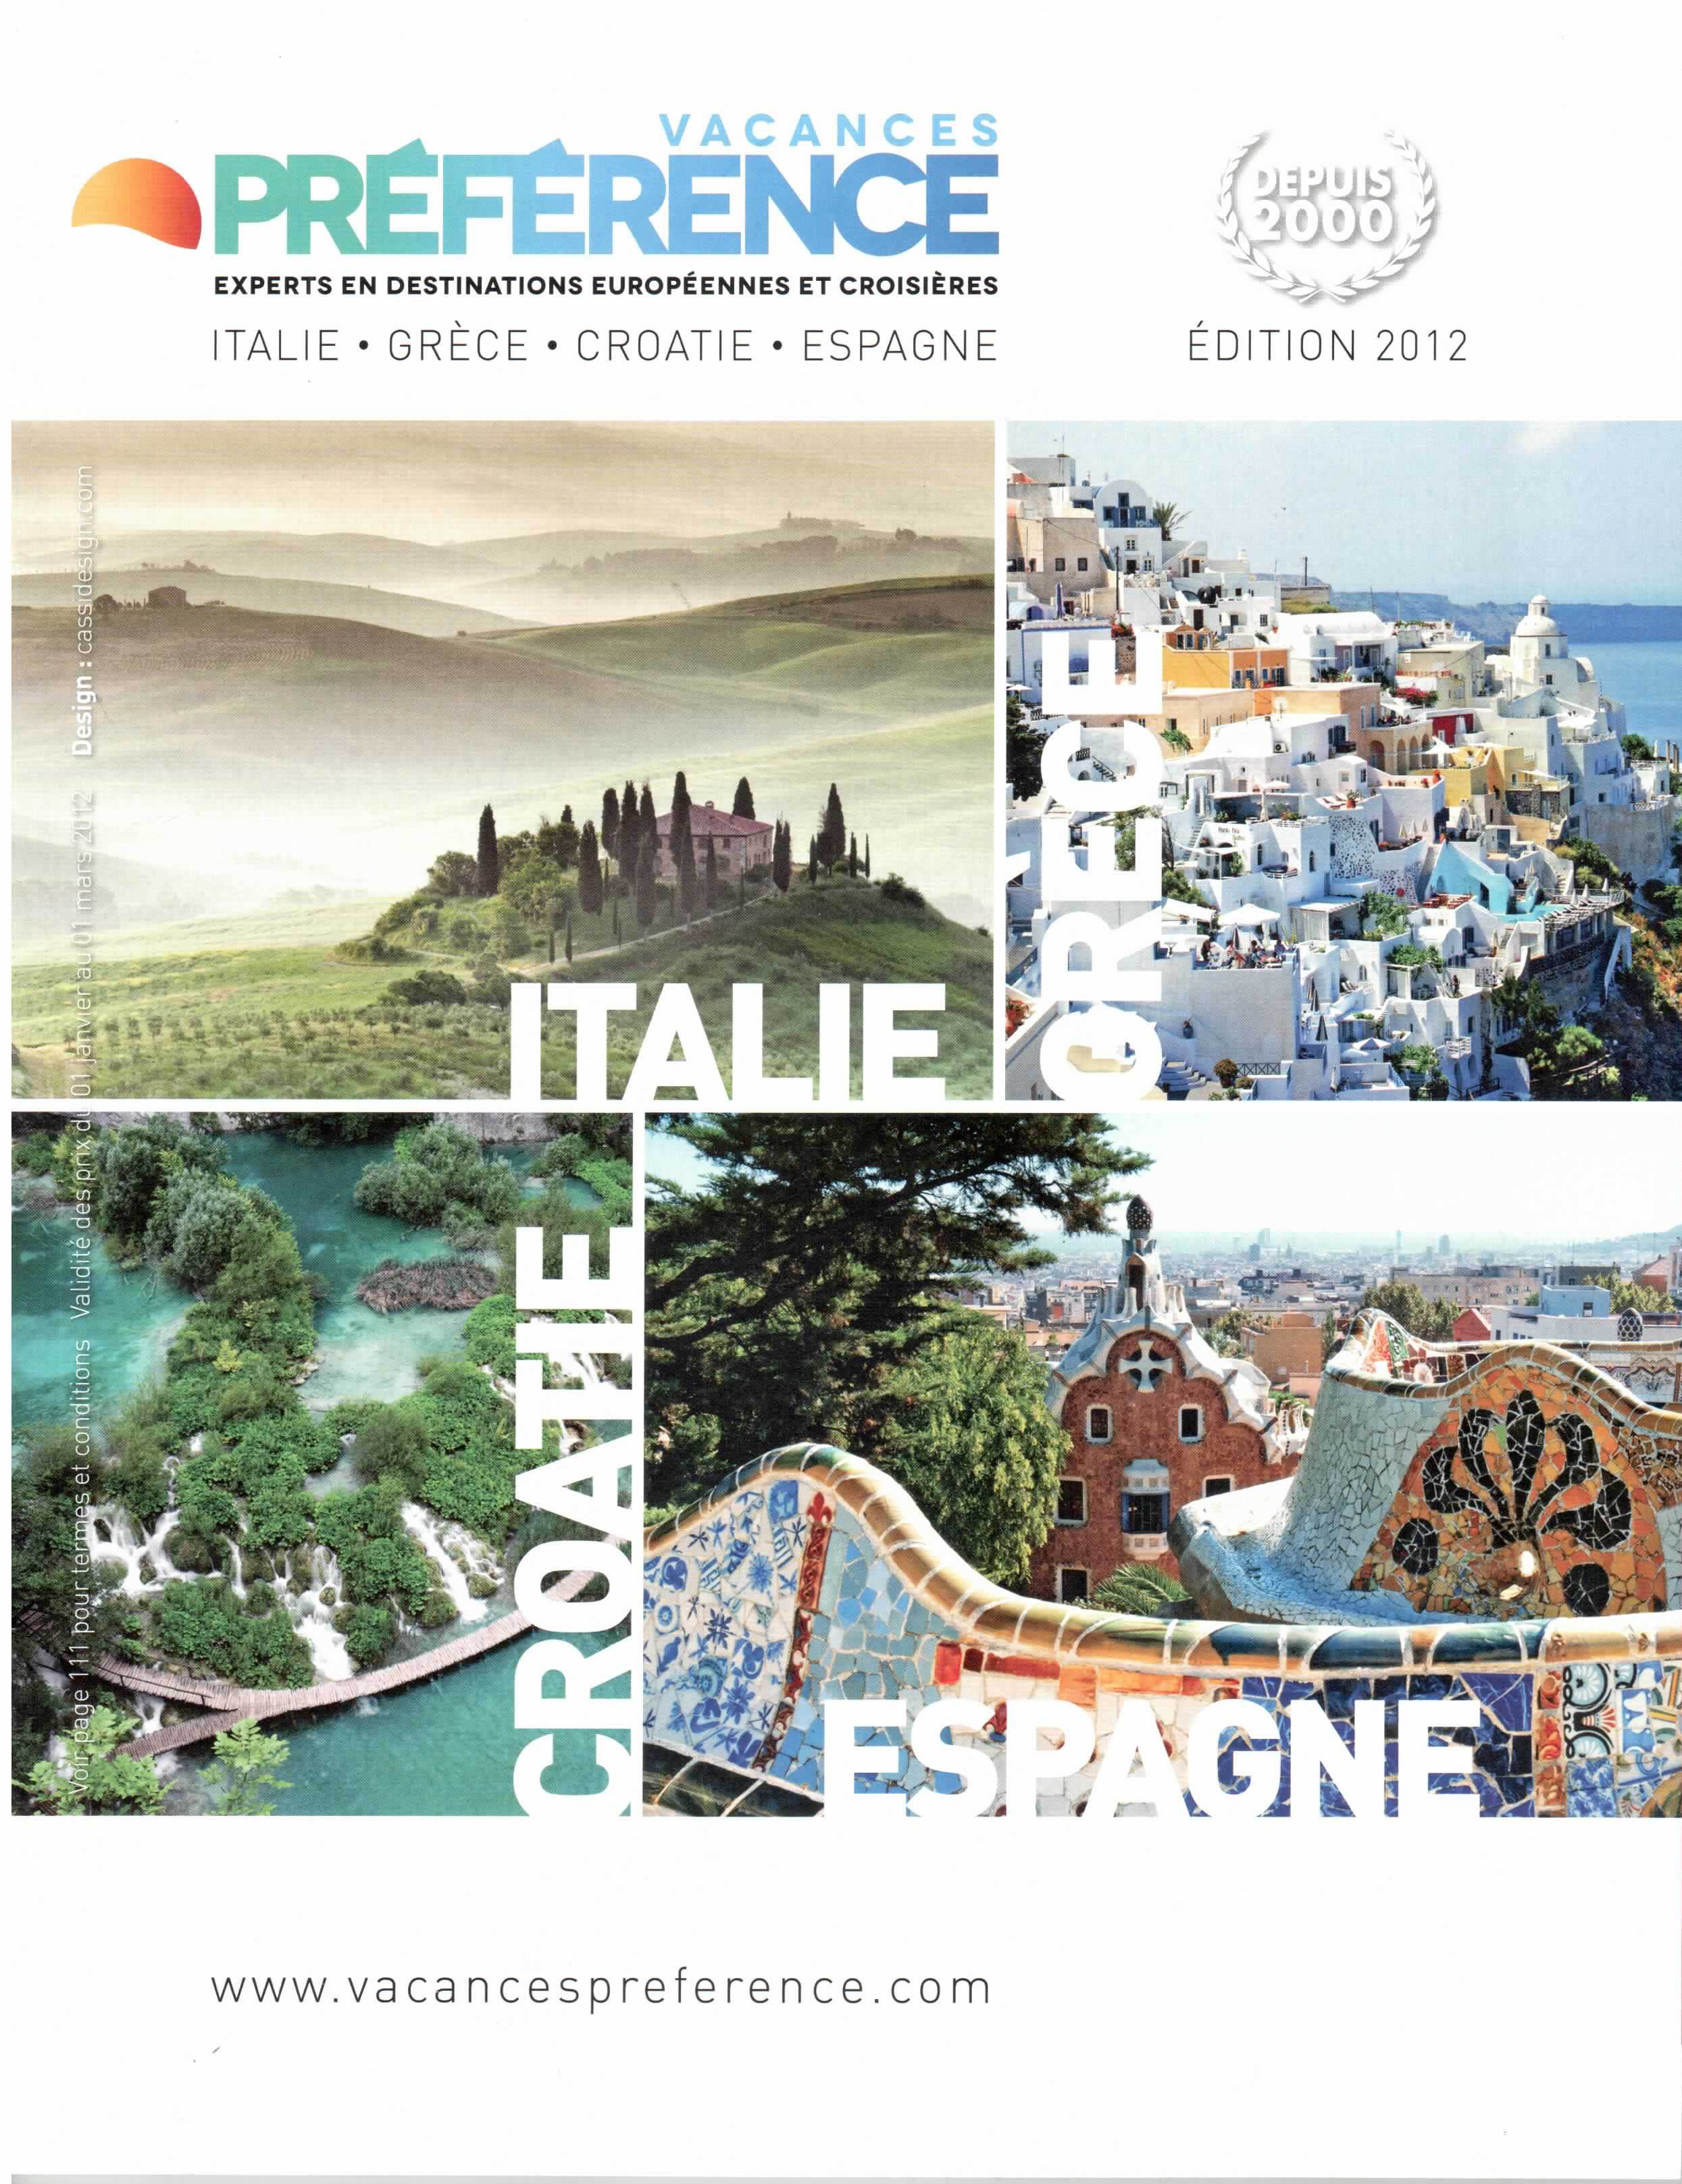 VACANCES
PRÉFÉRENCE
EXPERTS EN DESTINATIONS EUROPÉENNES ET CROISIÈRES
ITALIE • GRÈCE • CROATIE • ESPAGNE
DEPUIS
2000
ÉDITION 2012
ITALIE
GRÈCE
CROATIE
ESPAGNE
Voir page 111 pour termes et conditions Validité des prix du 01 janvier au 01 mars 2012 Design : cassidesign.com
www.vacancespreference.com